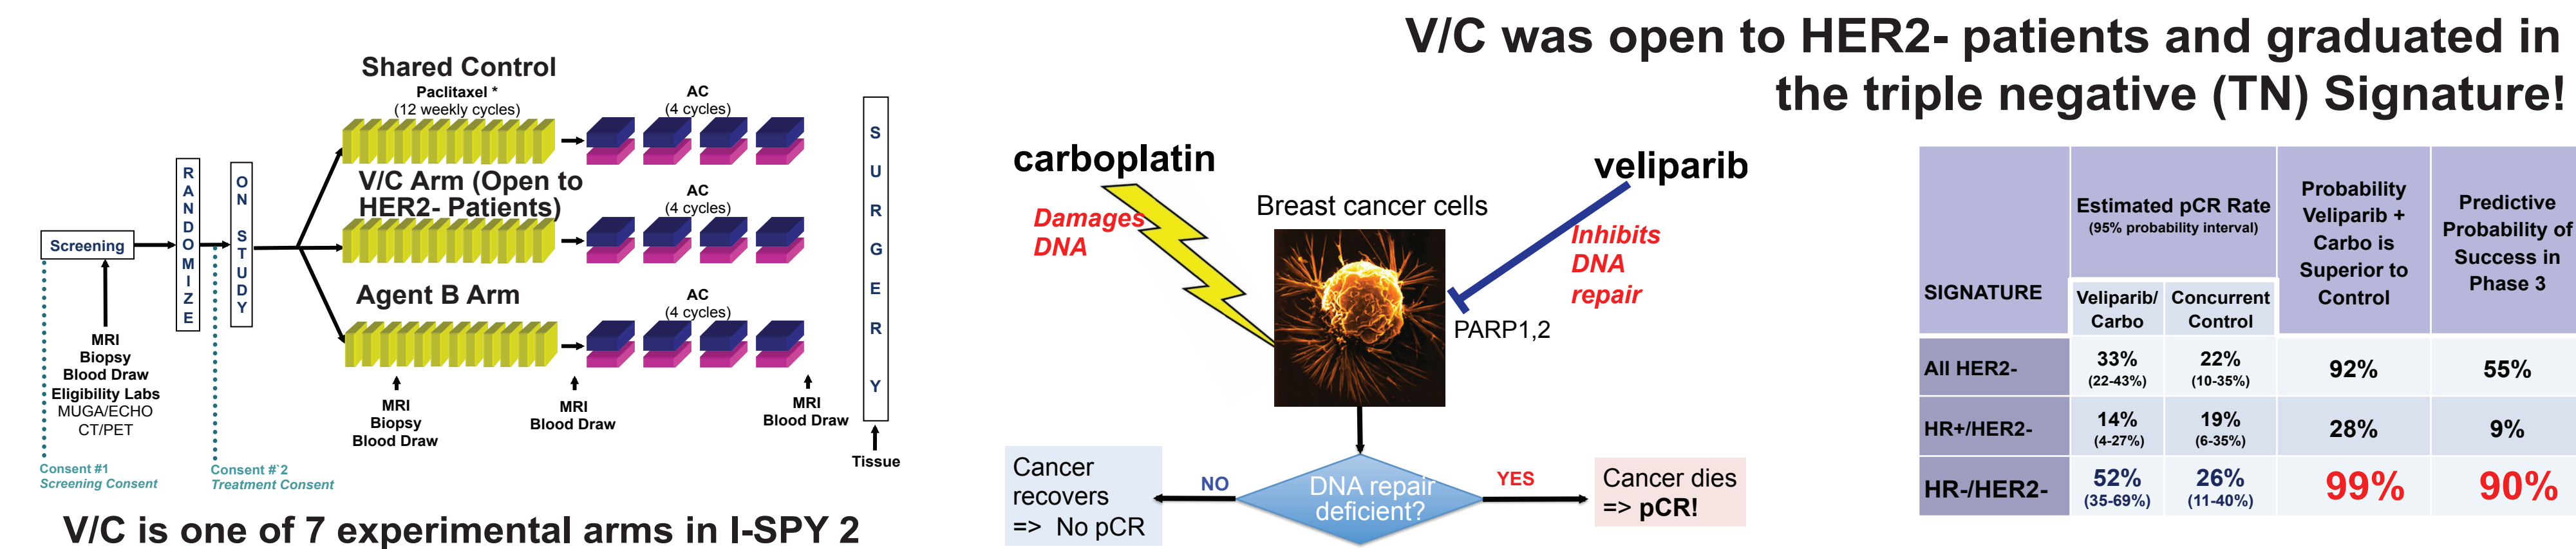 V/C was open to HER2- patients and graduated in
the triple negative (TN) Signature!
Shared Control
Paclitaxel *
(12 weekly cycles)
AC
(4 cycles)
V/C Arm (Open to
HER2- Patients)
AC
(4 cycles)
Agent B Arm
AC
(4 cycles)
Screening
RANDOMIZE
ON STUDY
SURGERY
MRI
Biopsy
Blood Draw
Eligibility Labs
MUGA/ECHO
CT/PET
MRI
Biopsy
Blood Draw
MRI
Blood Draw
MRI
Blood Draw
Tissue
Consent #1
Screening Consent
Consent #`2
Treatment Consent
V/C is one of 7 experimental arms in I-SPY 2
carboplatin
veliparib
Damages
DNA
Breast cancer cells
Inhibits
DNA
repair
PARP1,2
DNA repair
deficient?
NO
YES
Cancer
recovers
=> No pCR
Cancer dies
=> pCR!
SIGNATURE
Estimated pCR Rate
(95% probability interval)
Veliparib/
Carbo
Concurrent
Control
Probability
Veliparib +
Carbo is
Superior to
Control
Predictive
Probability of
Success in
Phase 3
All HER2-
33%
(22-43%)
22%
(10-35%)
92%
55%
HR+/HER2-
14%
(4-27%)
19%
(6-35%)
28%
9%
HR-/HER2-
52%
(35-69%)
26%
(11-40%)
99%
90%